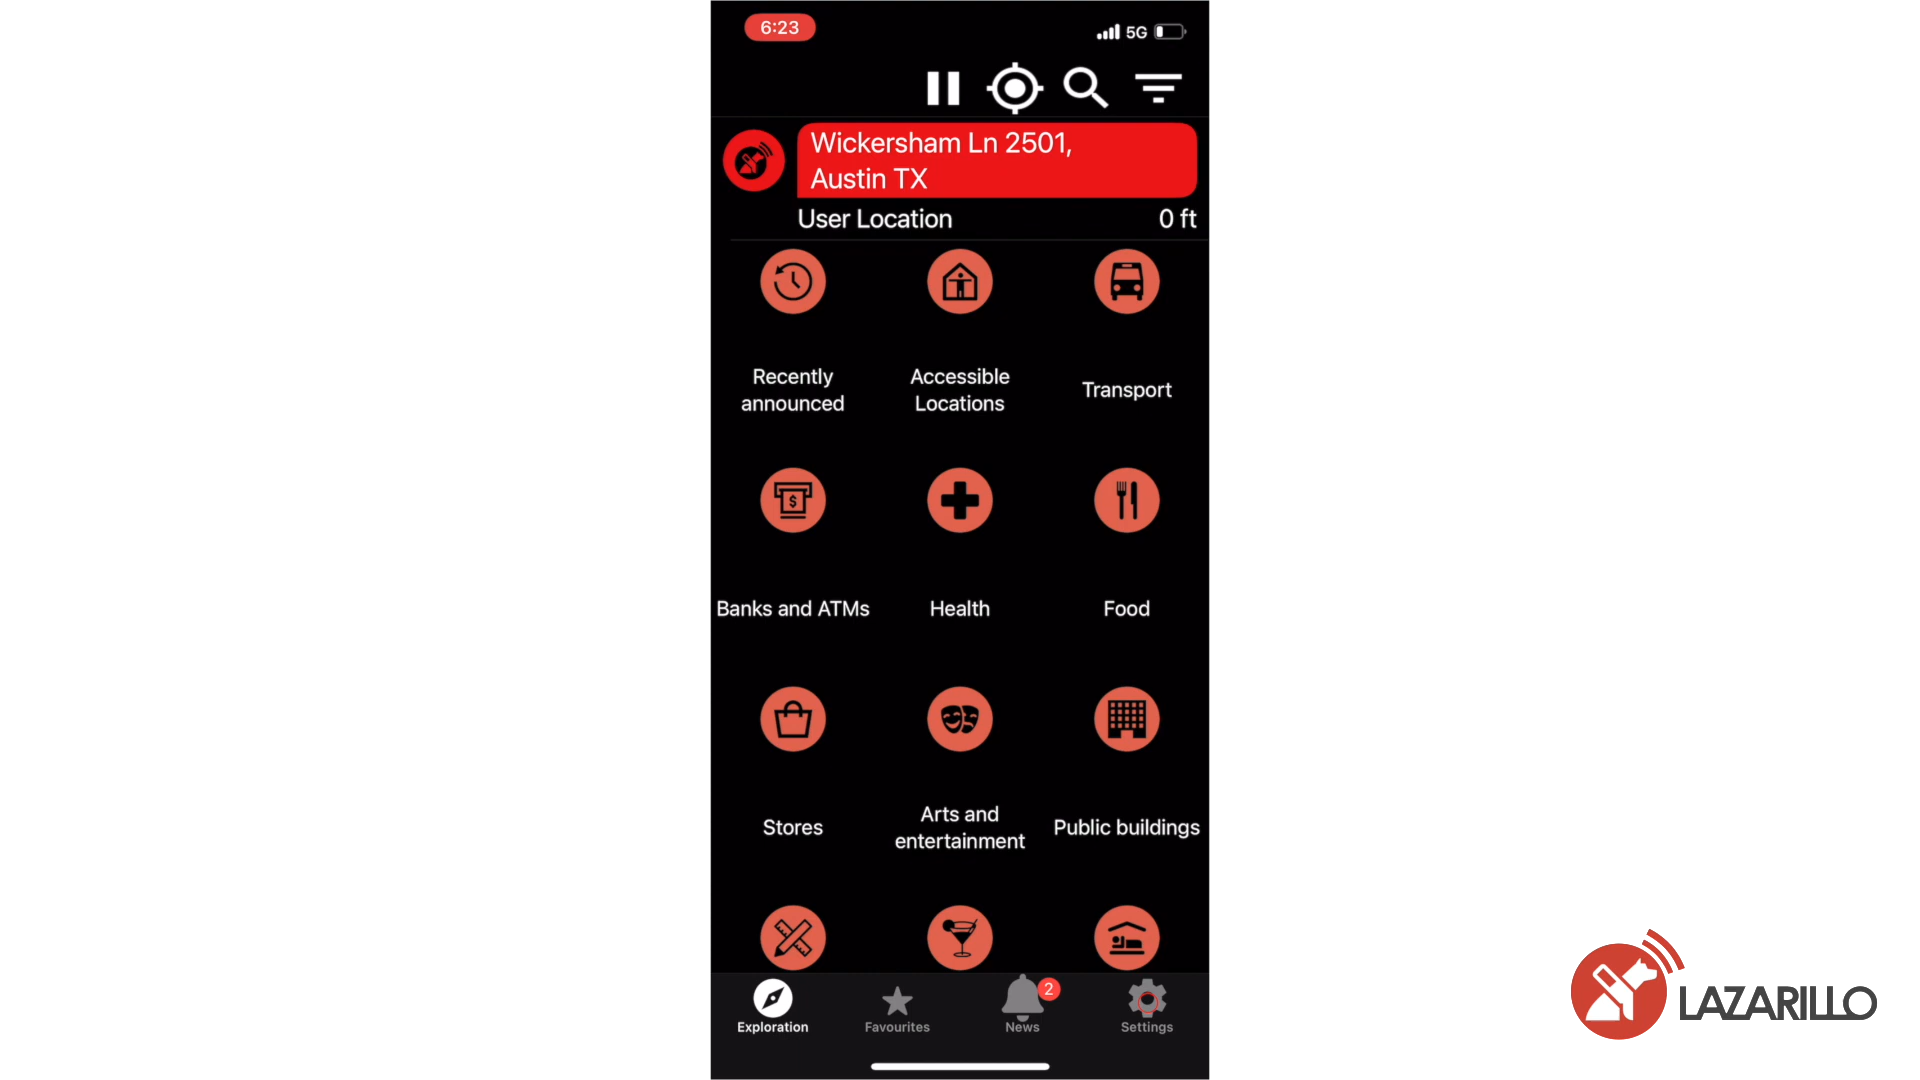 6:23
5G
Wickersham Ln 2501,
Austin TX
User Location
0 ft
Recently
announced
Accessible
Locations
Transport
$
Banks and ATMs
Health
Food
Stores
Arts and
entertainment
Public buildings
Exploration
Favourites
2
News
Settings
LAZARILLO